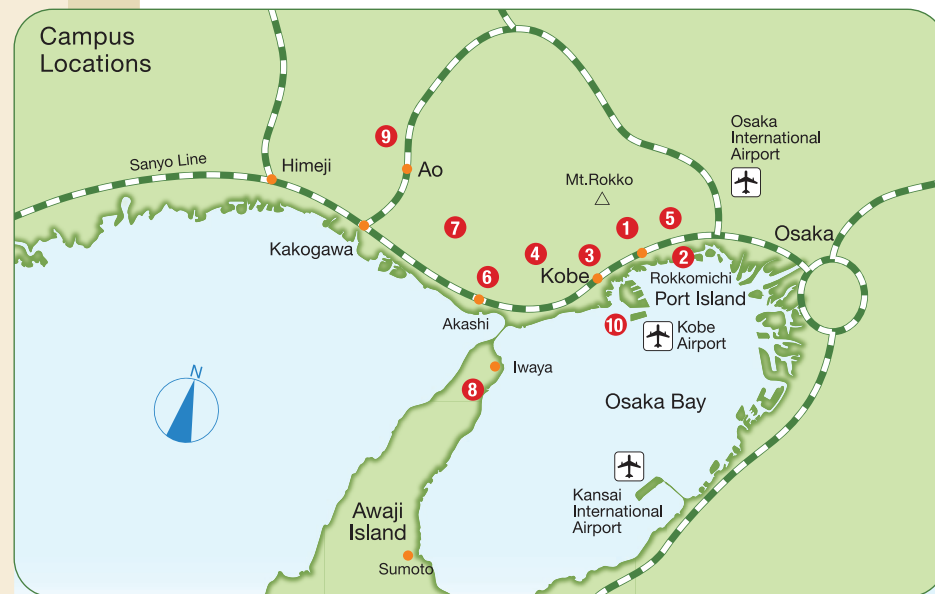 Campus
Locations
Osaka
International
Airport
9
Sanyo Line
Himeji
Ao
Mt.Rokko
5
7
1
Osaka
Kakogawa
4
3
2
6
Kobe
Rokkomichi
Port Island
Akashi
10
Kobe
Airport
Iwaya
N
8
Osaka Bay
Kansai
International
Airport
Awaji
Island
Sumoto